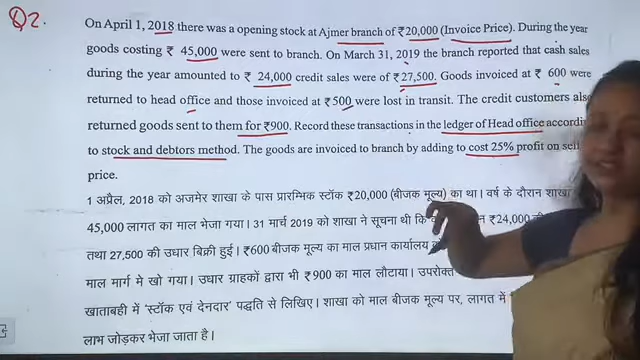 Q2.
On April 1, 2018 there was a opening stock at Ajmer branch of ₹20,000 (Invoice Price). During the year
goods costing ₹ 45,000 were sent to branch. On March 31, 2019 the branch reported that cash sales
during the year amounted to ₹ 24,000 credit sales were of ₹27,500. Goods invoiced at ₹ 600 were
returned to head office and those invoiced at ₹500 were lost in transit. The credit customers also
returned goods sent to them for ₹900. Record these transactions in the ledger of Head office
to stock and debtors method. The goods are invoiced to branch by adding to cost 25% profit on
price.
1 अप्रैल, 2018 को अजमेर शाखा के पास प्रारम्भिक स्टॉक ₹20,000 (बीजक मूल्य) का था। वर्ष के दौरान शाखा
45,000 लागत का माल भेजा गया। 31 मार्च 2019 को शाखा ने सूचना थी कि ₹24,000
तथा 27,500 की उधार बिक्री हुई। ₹600 बीजक मूल्य का माल प्रधान कार्यालय
माल मार्ग मे खो गया। उधार ग्राहकों द्वारा भी ₹900 का माल लौटाया। उपरोक्त
खाताबही में 'स्टॉक एवं देनदार' पद्धति से लिखिए। शाखा को माल बीजक मूल्य पर, लागत में
लाभ जोड़कर भेजा जाता है।